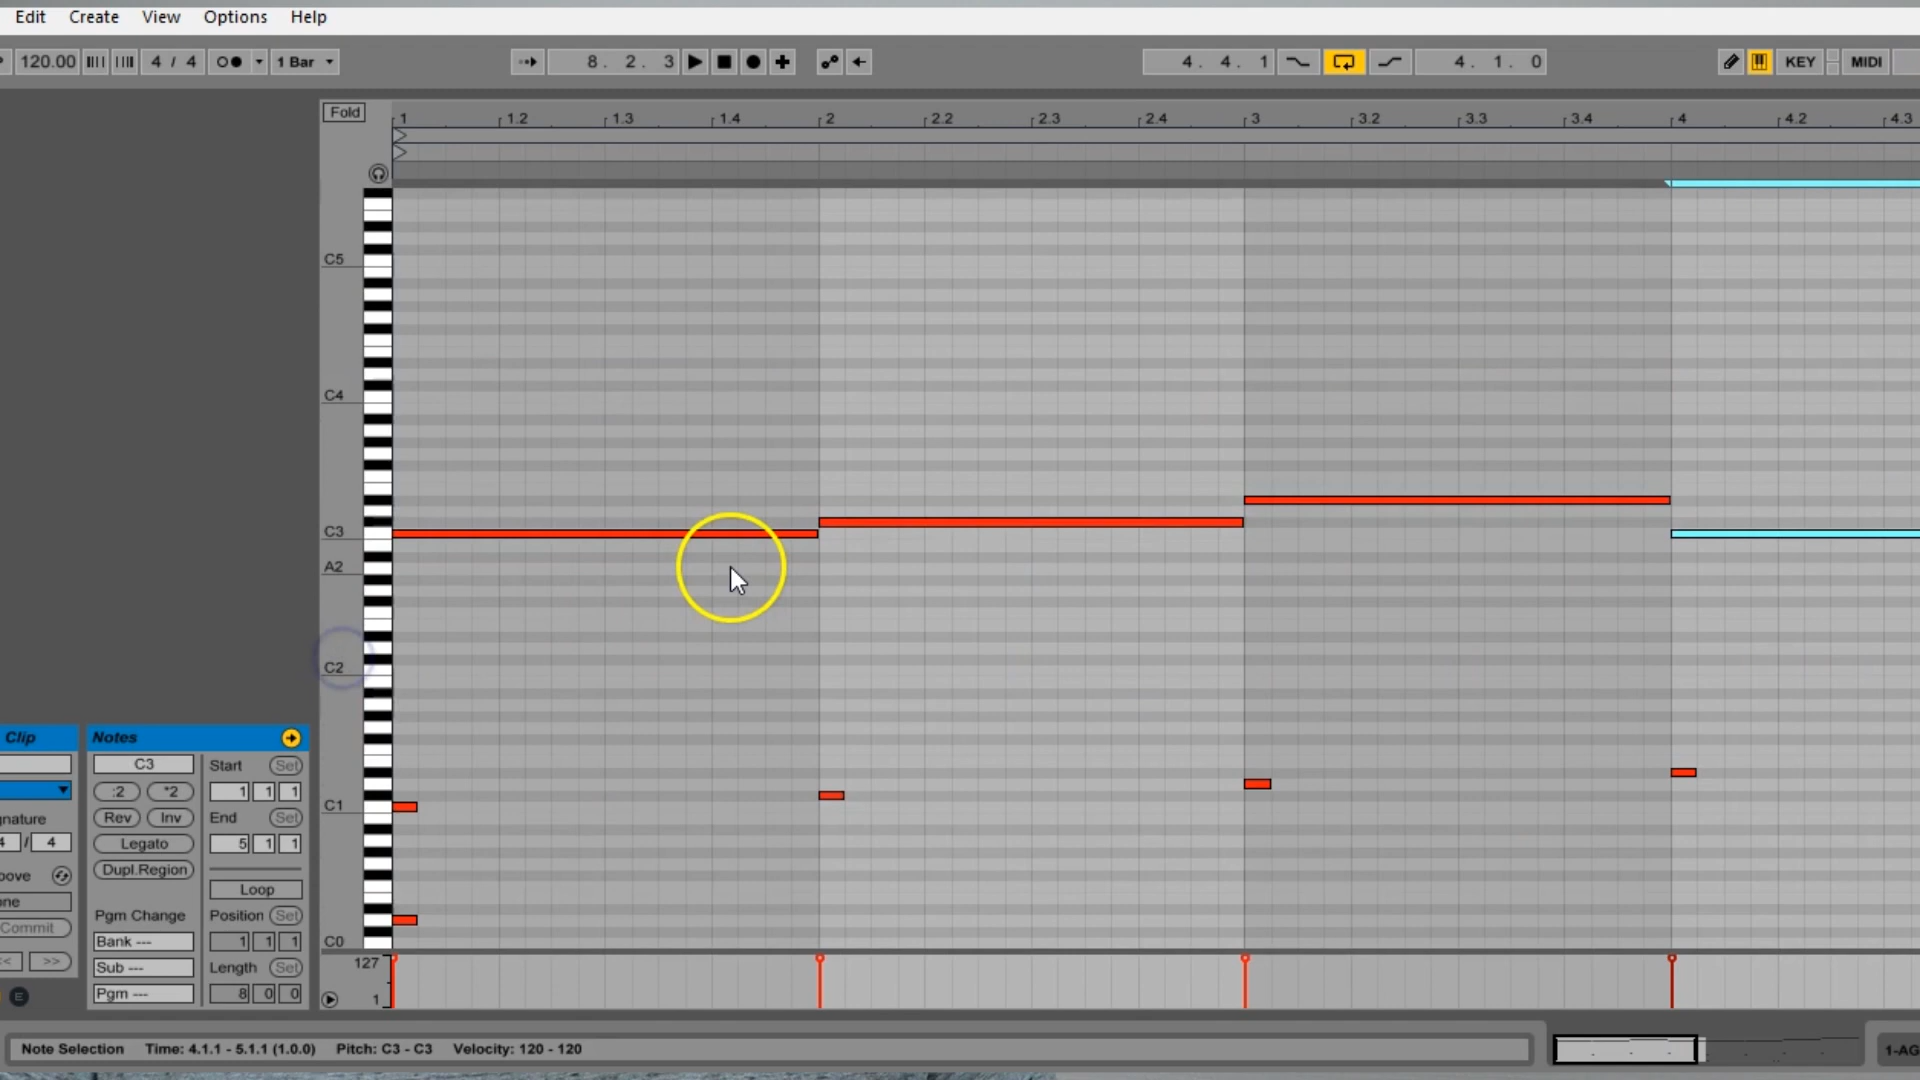 Edit Create View Options Help
120.00 4 / 4 1 Bar 8. 2. 3 4. 4. 1 4. 1. 0 KEY MIDI
Fold 1 1.2 1.3 1.4 2 2.2 2.3 2.4 3 3.2 3.3 3.4 4 4.2 4.3
C5
C4
C3
A2
C2
C1
C0
127
1
Clip
gnature
4 / 4
oove
one
Commit
<< >>
Notes
C3
:2 *2
Rev Inv
Legato
Dupl.Region
Pgm Change
Bank ---
Sub ---
Pgm ---
Start Set
1 1 1
End Set
5 1 1
Loop
Position Set
1 1 1
Length Set
8 0 0
E
Note Selection Time: 4.1.1 - 5.1.1 (1.0.0) Pitch: C3 - C3 Velocity: 120 - 120
1-AG